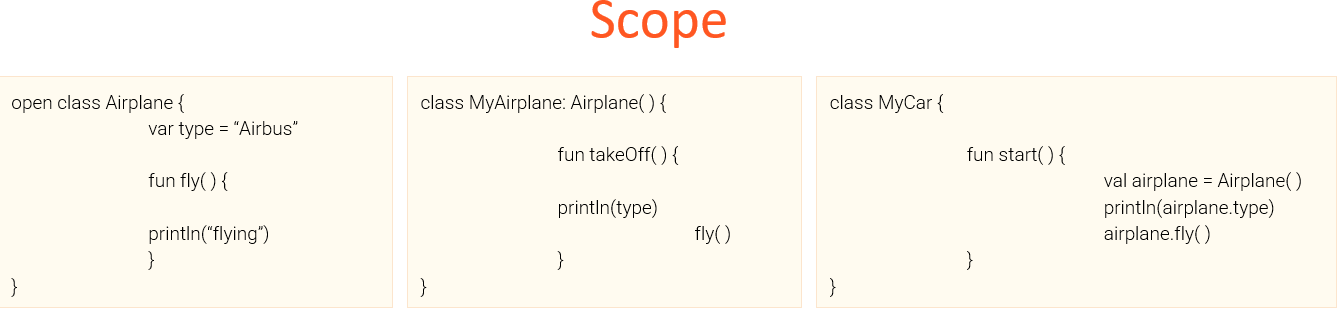 Scope
open class Airplane {
var type = “Airbus”
fun fly( ) {
println(“flying”)
}
}
class MyAirplane: Airplane( ) {
fun takeOff( ) {
println(type)
fly( )
}
}
class MyCar {
fun start( ) {
val airplane = Airplane( )
println(airplane.type)
airplane.fly( )
}
}